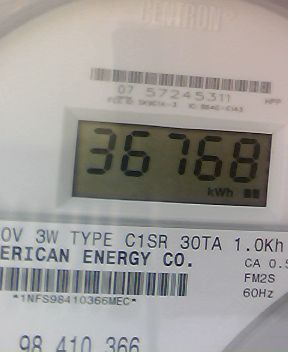 CENTRON
07 57245311
36768
kWh
0V 3W TYPE C1SR 30TA 1.0Kh
ERICAN ENERGY CO.
CA 0.5
FM2S
60Hz
*1NFS98410366MEC*
98 410 366